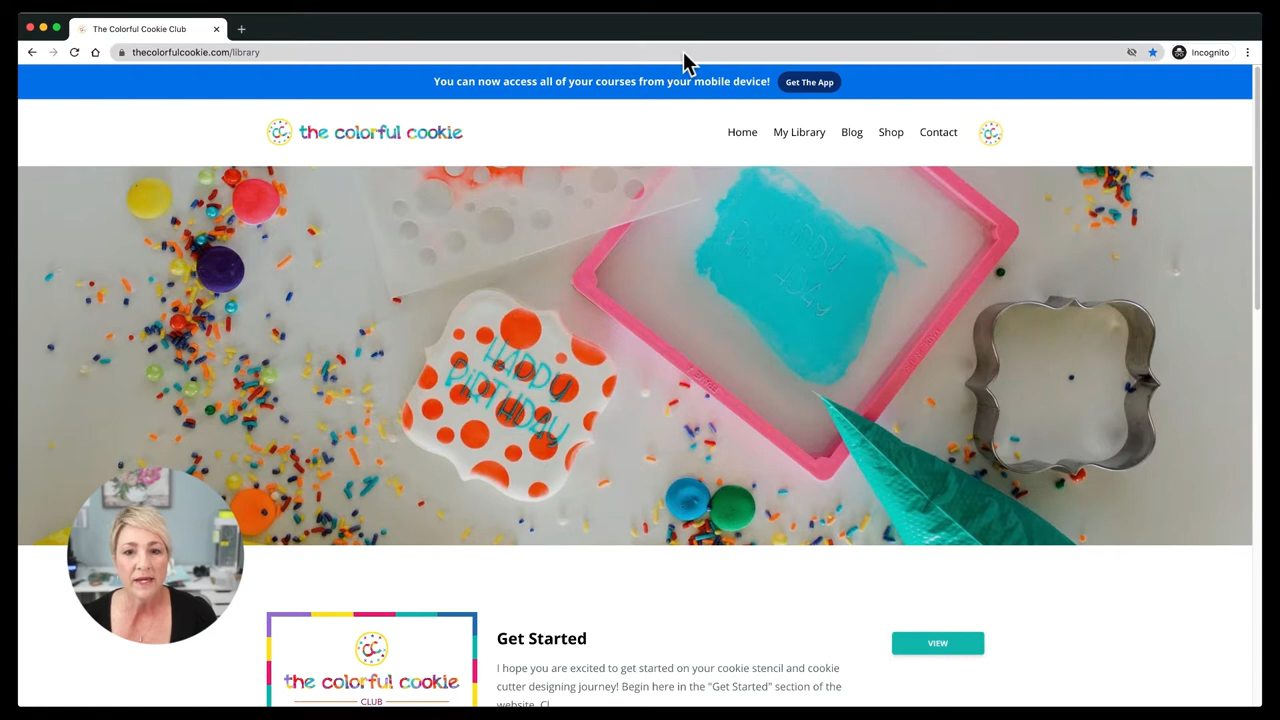 The Colorful Cookie Club
thecolorfulcookie.com/library
Incognito
You can now access all of your courses from your mobile device!
Get The App
the colorful cookie
Home
My Library
Blog
Shop
Contact
CC
HAPPY
BIRTHDAY
Get Started
VIEW
I hope you are excited to get started on your cookie stencil and cookie
cutter designing journey! Begin here in the "Get Started" section of the
website.
CC
the colorful cookie
CLUB